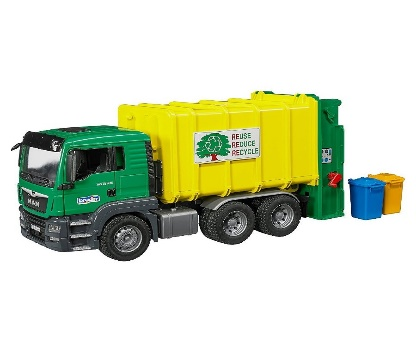 REUSE
REDUCE
RECYCLE
MAN
bruder